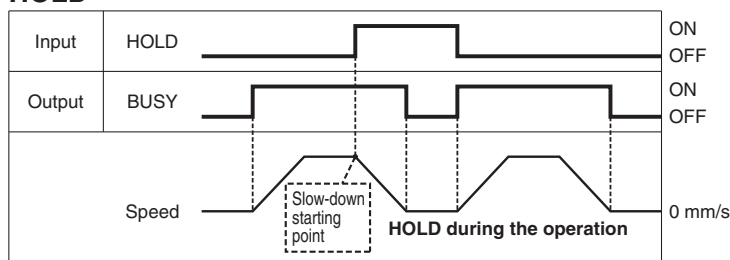 HOLD
Input HOLD ON
OFF
Output BUSY ON
OFF
Slow-down
starting
point
Speed HOLD during the operation 0 mm/s